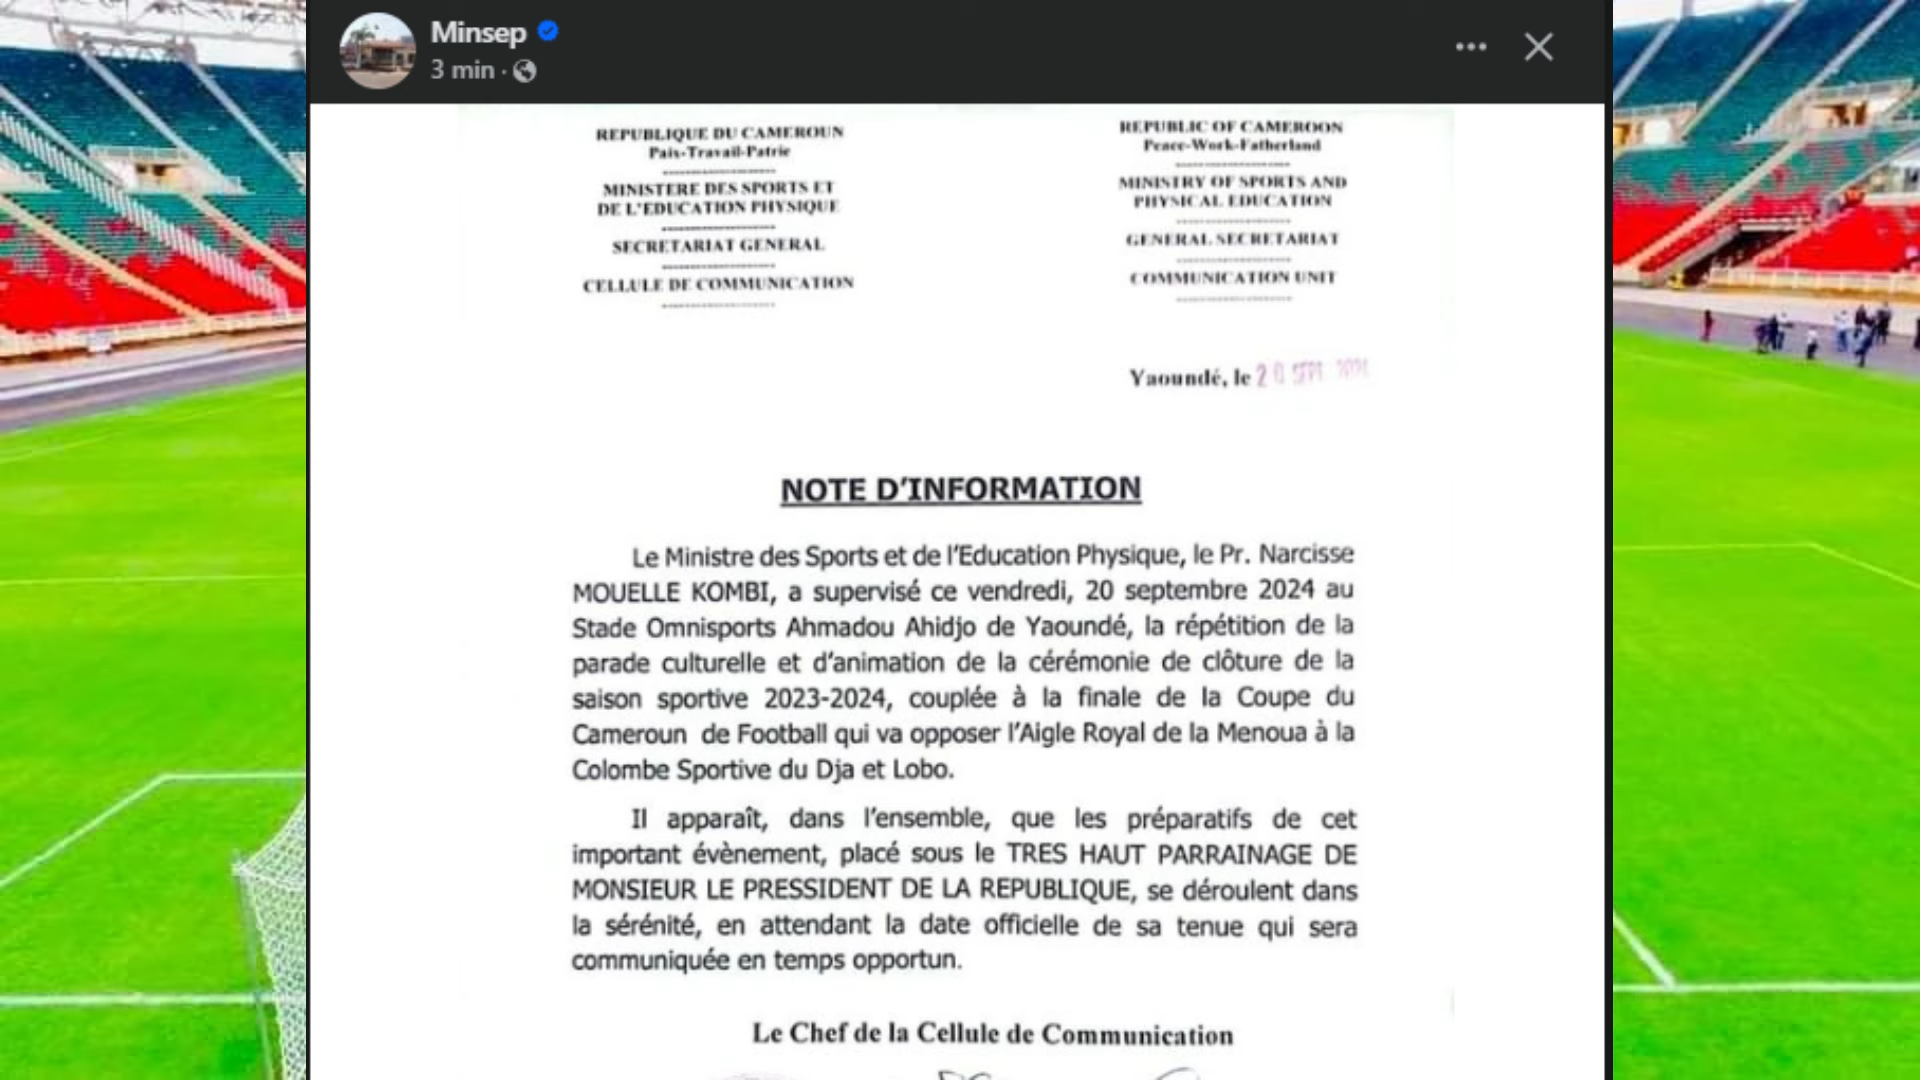 Minsep
3 min ·
REPUBLIQUE DU CAMEROUN
Paix-Travail-Patrie
--------------------
MINISTERE DES SPORTS ET
DE L'EDUCATION PHYSIQUE
--------------------
SECRETARIAT GENERAL
--------------------
CELLULE DE COMMUNICATION
--------------------
REPUBLIC OF CAMEROON
Peace-Work-Fatherland
--------------------
MINISTRY OF SPORTS AND
PHYSICAL EDUCATION
--------------------
GENERAL SECRETARIAT
--------------------
COMMUNICATION UNIT
--------------------
Yaoundé, le
NOTE D'INFORMATION
Le Ministre des Sports et de l'Education Physique, le Pr. Narcisse
MOUELLE KOMBI, a supervisé ce vendredi, 20 septembre 2024 au
Stade Omnisports Ahmadou Ahidjo de Yaoundé, la répétition de la
parade culturelle et d'animation de la cérémonie de clôture de la
saison sportive 2023-2024, couplée à la finale de la Coupe du
Cameroun de Football qui va opposer l'Aigle Royal de la Menoua à la
Colombe Sportive du Dja et Lobo.
Il apparaît, dans l'ensemble, que les préparatifs de cet
important évènement, placé sous le TRES HAUT PARRAINAGE DE
MONSIEUR LE PRESSIDENT DE LA REPUBLIQUE, se déroulent dans
la sérénité, en attendant la date officielle de sa tenue qui sera
communiquée en temps opportun.
Le Chef de la Cellule de Communication